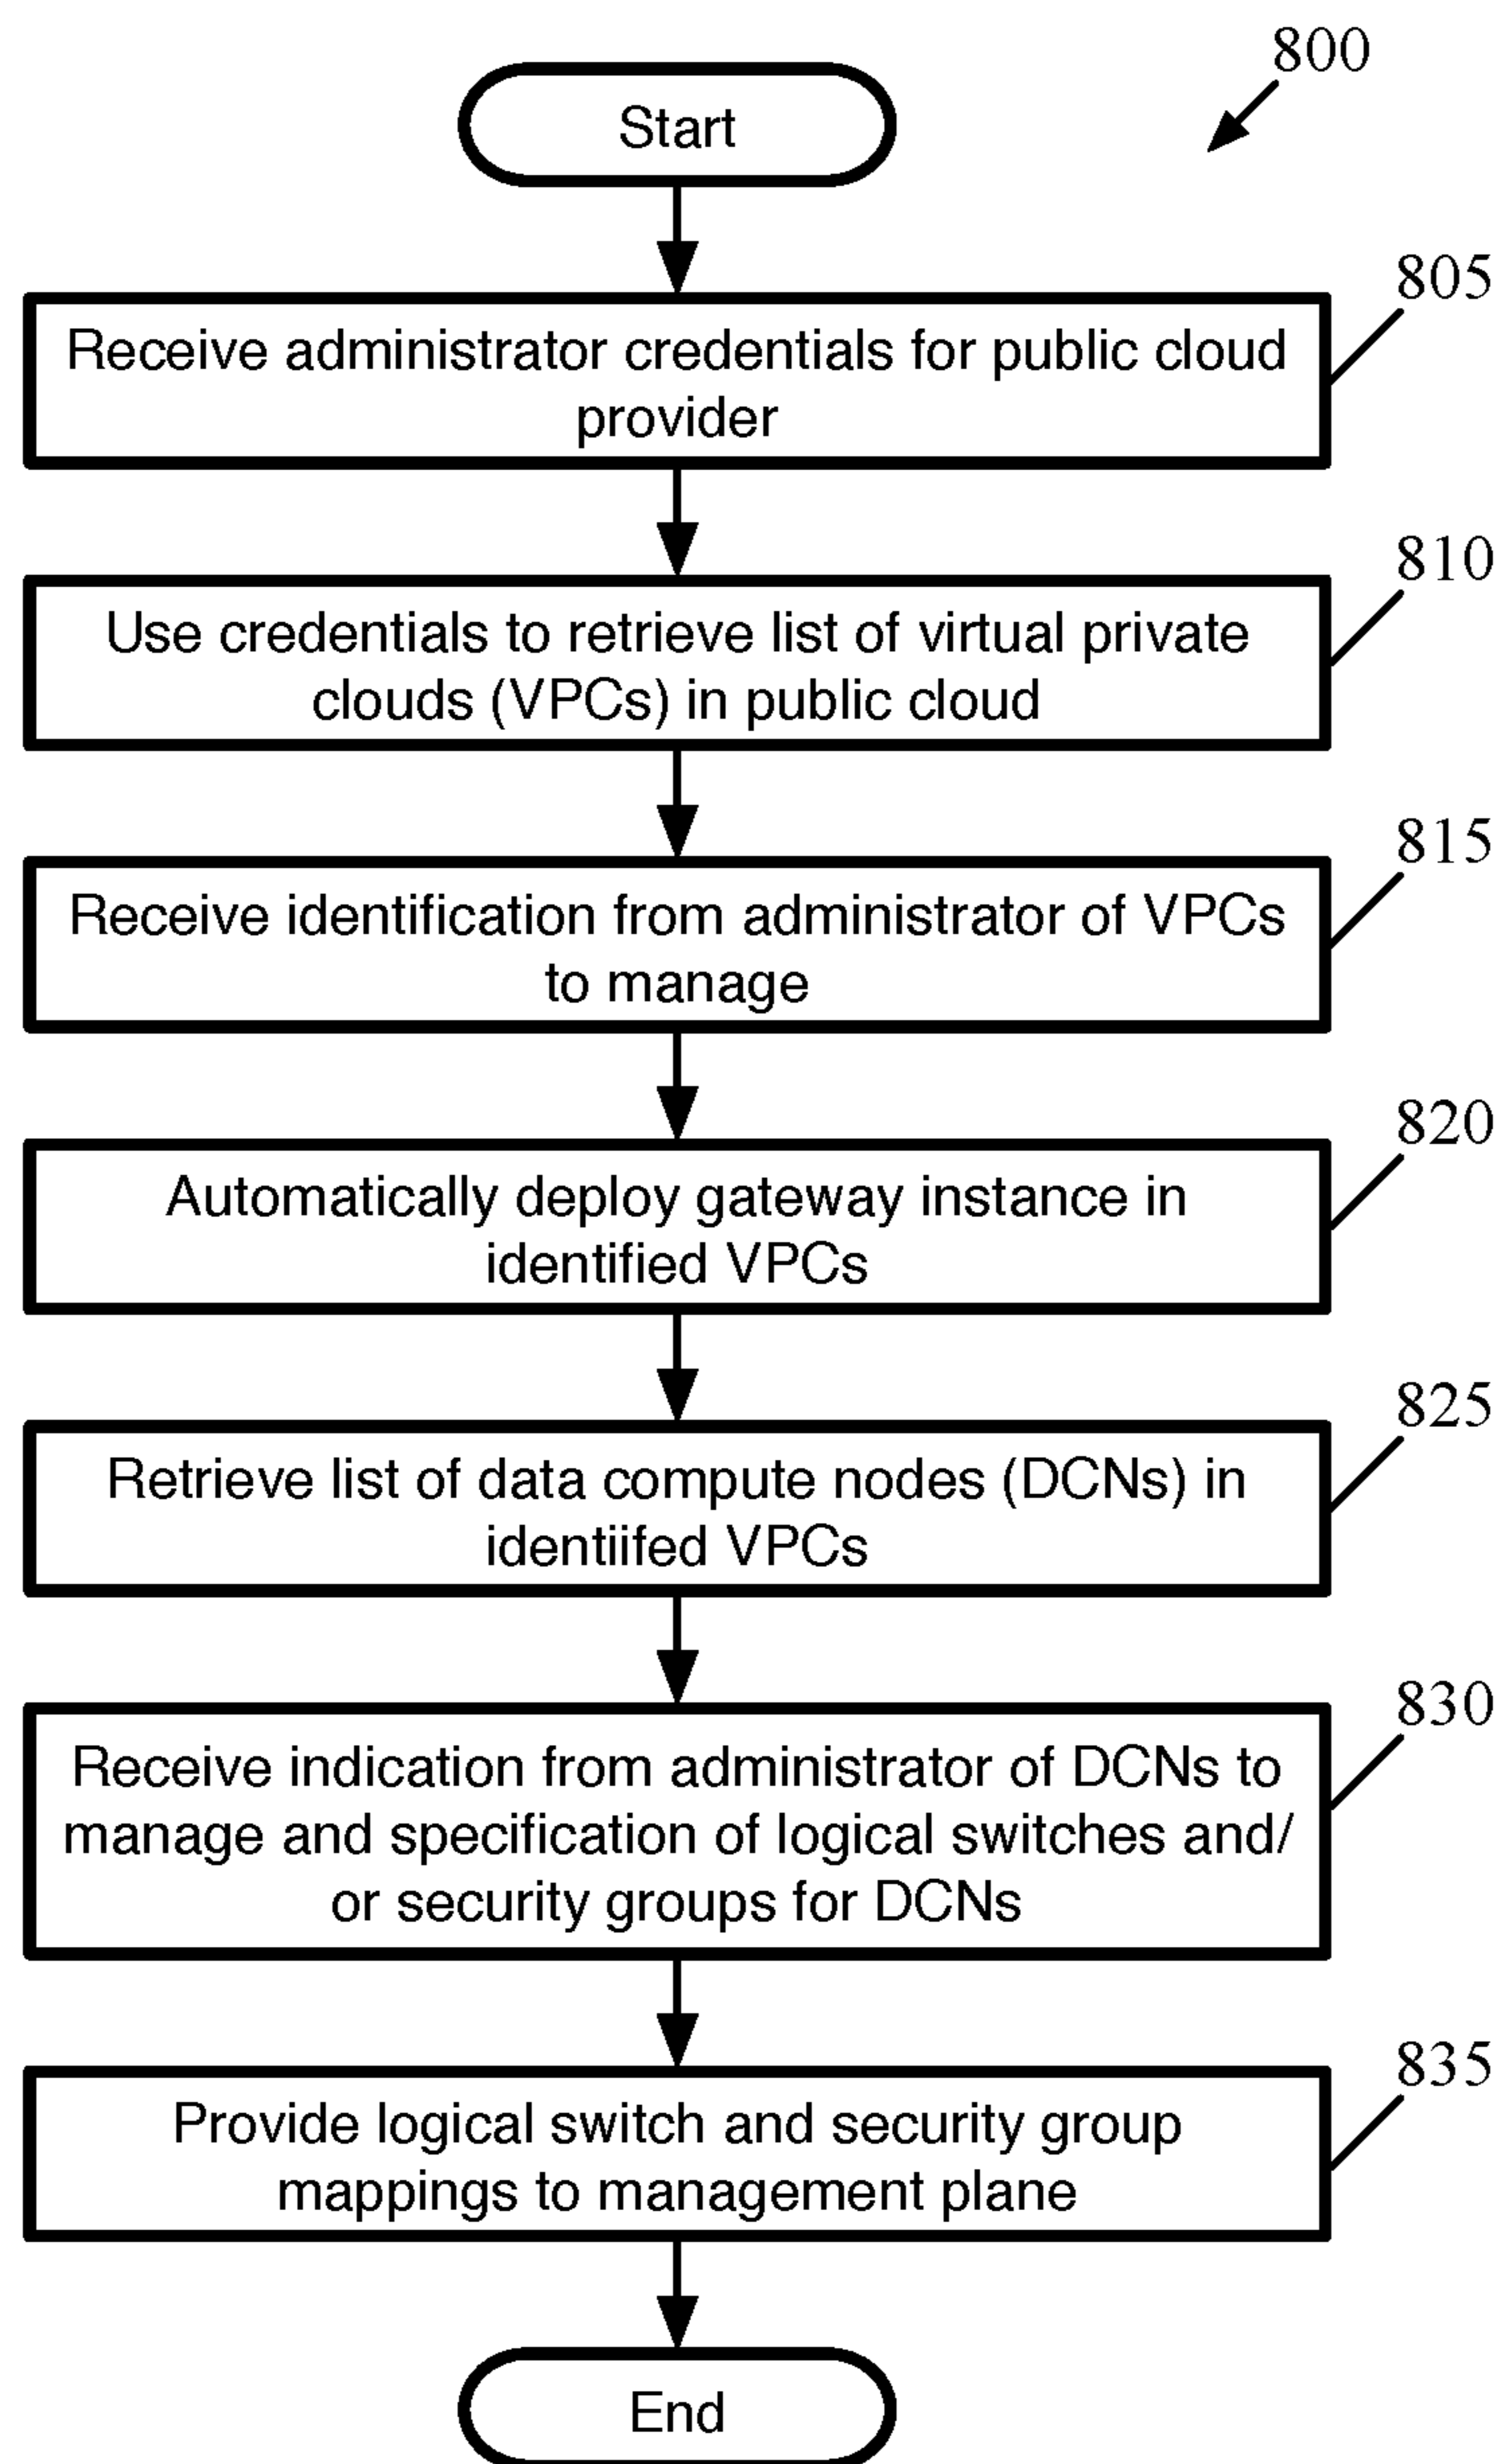 800
Start
805
Receive administrator credentials for public cloud
provider
810
Use credentials to retrieve list of virtual private
clouds (VPCs) in public cloud
815
Receive identification from administrator of VPCs
to manage
820
Automatically deploy gateway instance in
identified VPCs
825
Retrieve list of data compute nodes (DCNs) in
identiifed VPCs
830
Receive indication from administrator of DCNs to
manage and specification of logical switches and/
or security groups for DCNs
835
Provide logical switch and security group
mappings to management plane
End